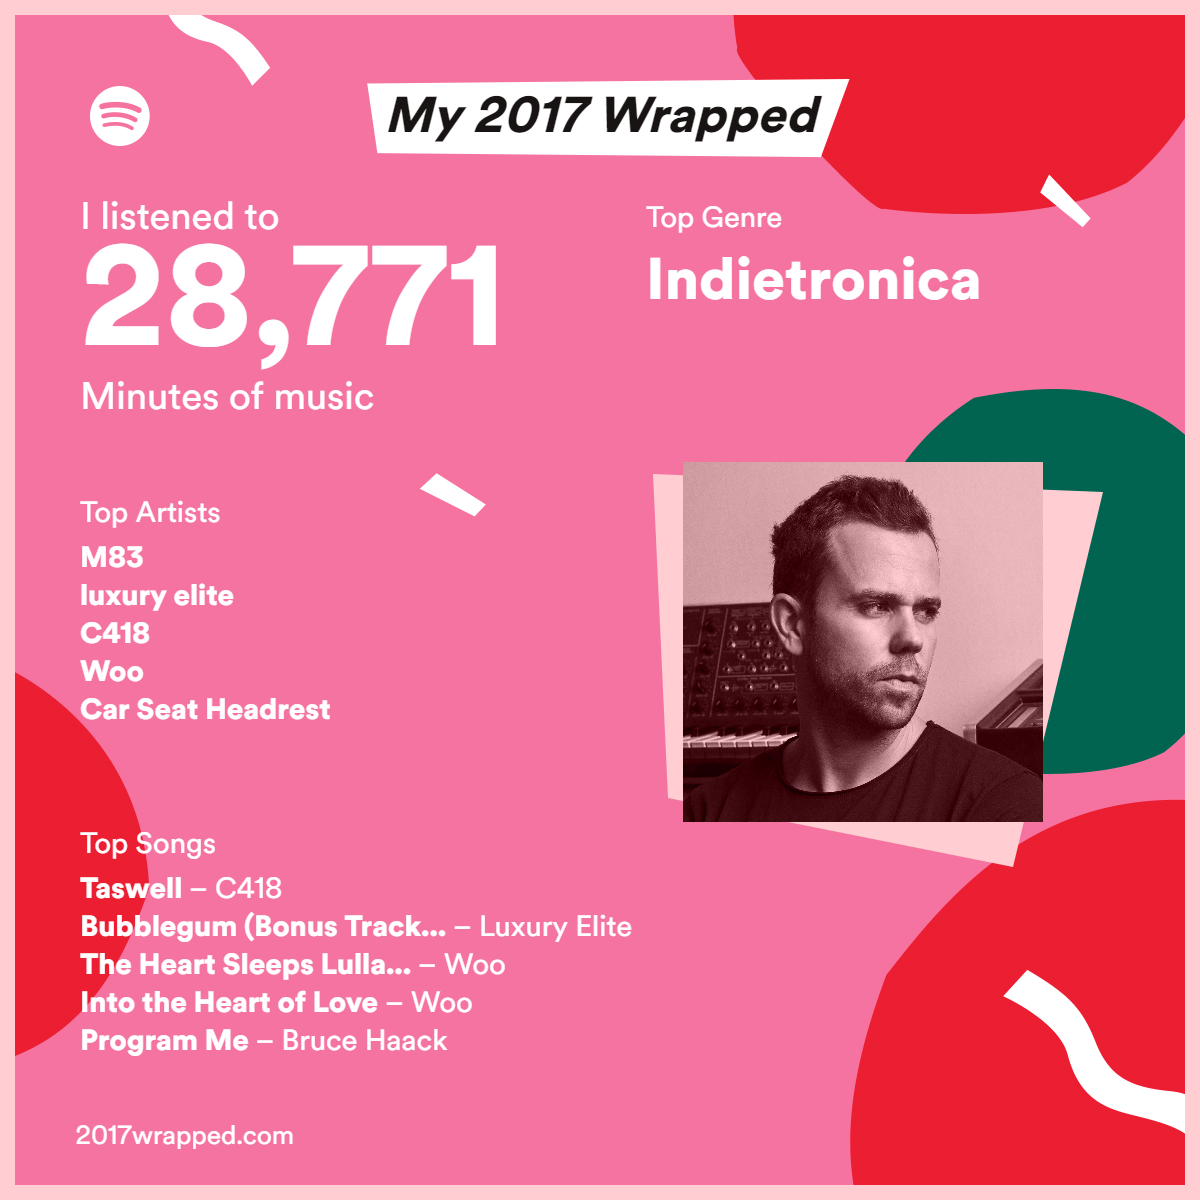 My 2017 Wrapped
I listened to
28,771
Minutes of music
Top Genre
Indietronica
Top Artists
M83
luxury elite
C418
Woo
Car Seat Headrest
Top Songs
Taswell – C418
Bubblegum (Bonus Track... – Luxury Elite
The Heart Sleeps Lulla... – Woo
Into the Heart of Love – Woo
Program Me – Bruce Haack
2017wrapped.com